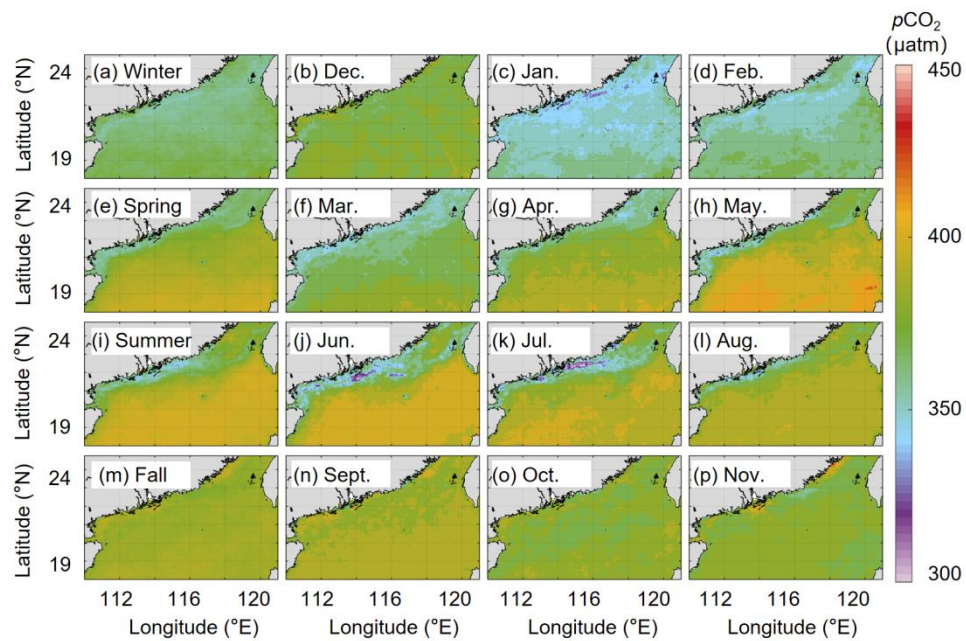 pCO₂
(μatm)
450
400
350
300
Latitude (°N)
24
19
(a) Winter
(b) Dec.
(c) Jan.
(d) Feb.
Latitude (°N)
24
19
(e) Spring
(f) Mar.
(g) Apr.
(h) May.
Latitude (°N)
24
19
(i) Summer
(j) Jun.
(k) Jul.
(l) Aug.
Latitude (°N)
24
19
(m) Fall
(n) Sept.
(o) Oct.
(p) Nov.
112 116 120 112 116 120 112 116 120 112 116 120
Longitude (°E) Longitude (°E) Longitude (°E) Longitude (°E)